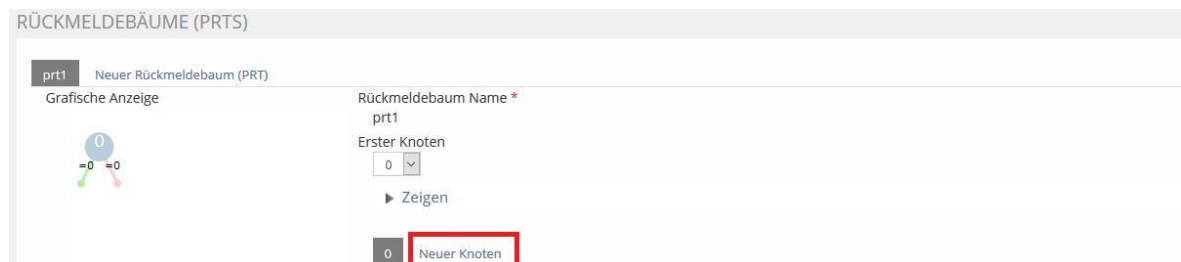 RÜCKMELDEBÄUME (PRTS)
prt1 Neuer Rückmeldebaum (PRT)
Grafische Anzeige
0
=0 =0
Rückmeldebaum Name *
prt1
Erster Knoten
0
Zeigen
0 Neuer Knoten